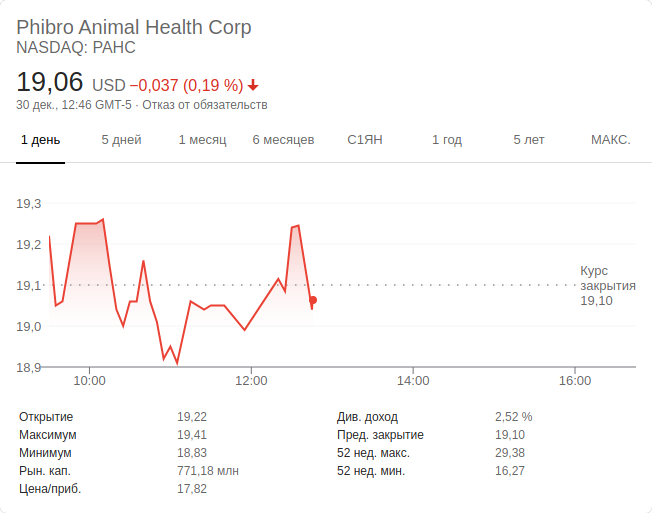 Phibro Animal Health Corp
NASDAQ: PAHC
19,06 USD −0,037 (0,19 %)
30 дек., 12:46 GMT-5 · Отказ от обязательств
1 день 5 дней 1 месяц 6 месяцев С1ЯН 1 год 5 лет МАКС.
19,3
19,2
19,1
19,0
18,9
Курс
закрытия
19,10
10:00 12:00 14:00 16:00
Открытие 19,22 Див. доход 2,52 %
Максимум 19,41 Пред. закрытие 19,10
Минимум 18,83 52 нед. макс. 29,38
Рын. кап. 771,18 млн 52 нед. мин. 16,27
Цена/приб. 17,82